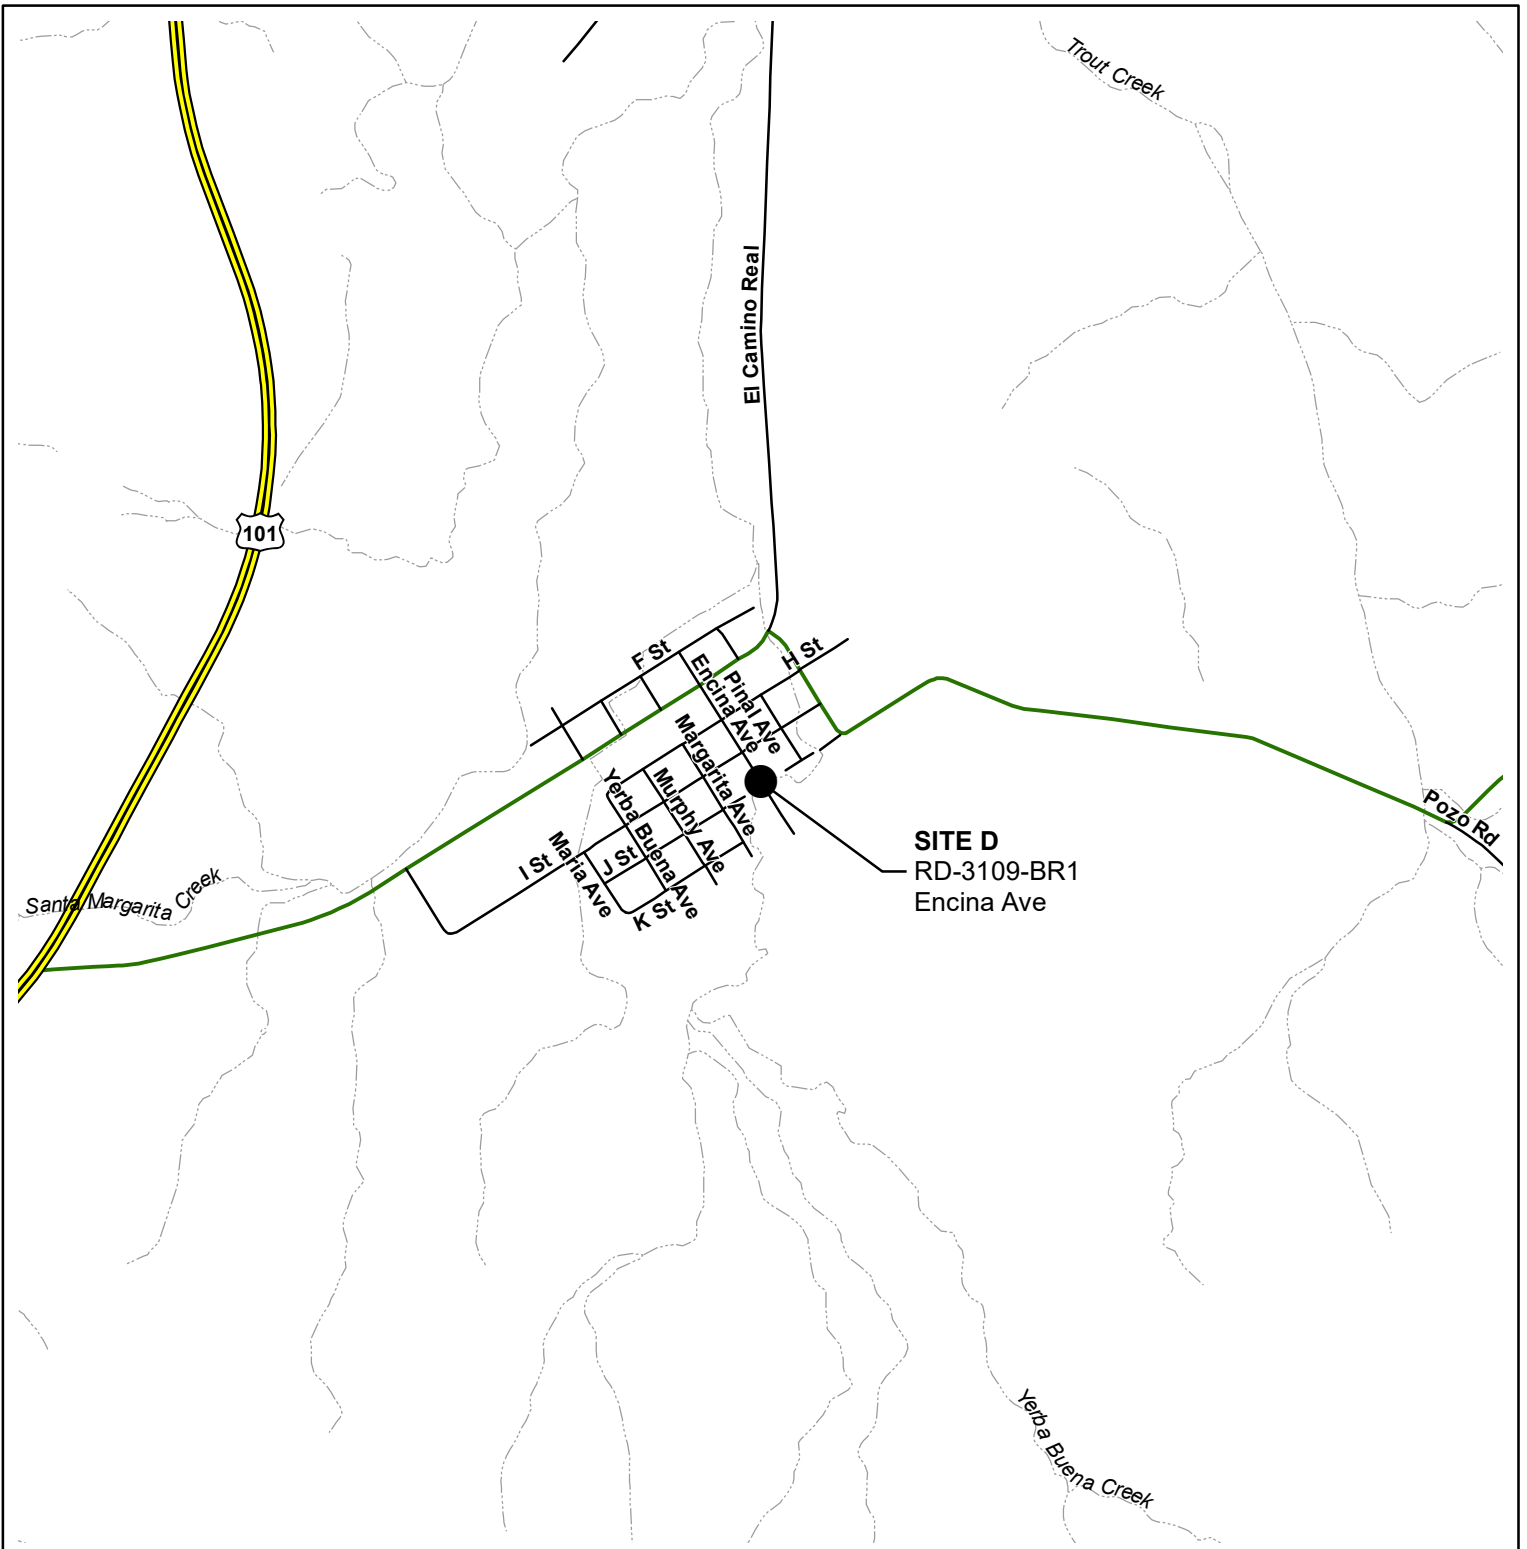 Trout Creek
El Camino Real
101
F St
H St
Encina Ave
Pinal Ave
Margarita Ave
Murphy Ave
Yerba Buena Ave
Maria Ave
I St
J St
K St
Pozo Rd
SITE D
RD-3109-BR1
Encina Ave
Santa Margarita Creek
Yerba Buena Creek